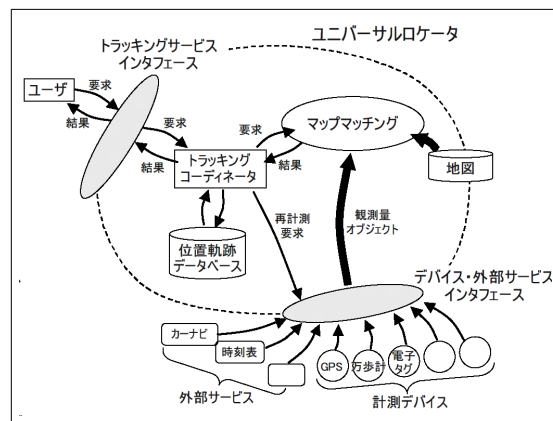 ユニバーサルロケータ
トラッキングサービス
インタフェース
ユーザ
要求
結果
要求
結果
トラッキング
コーディネータ
要求
結果
マップマッチング
地図
位置軌跡
データベース
再計測
要求
観測量
オブジェクト
デバイス・外部サービス
インタフェース
カーナビ
時刻表
外部サービス
GPS
万歩計
電子
タグ
計測デバイス